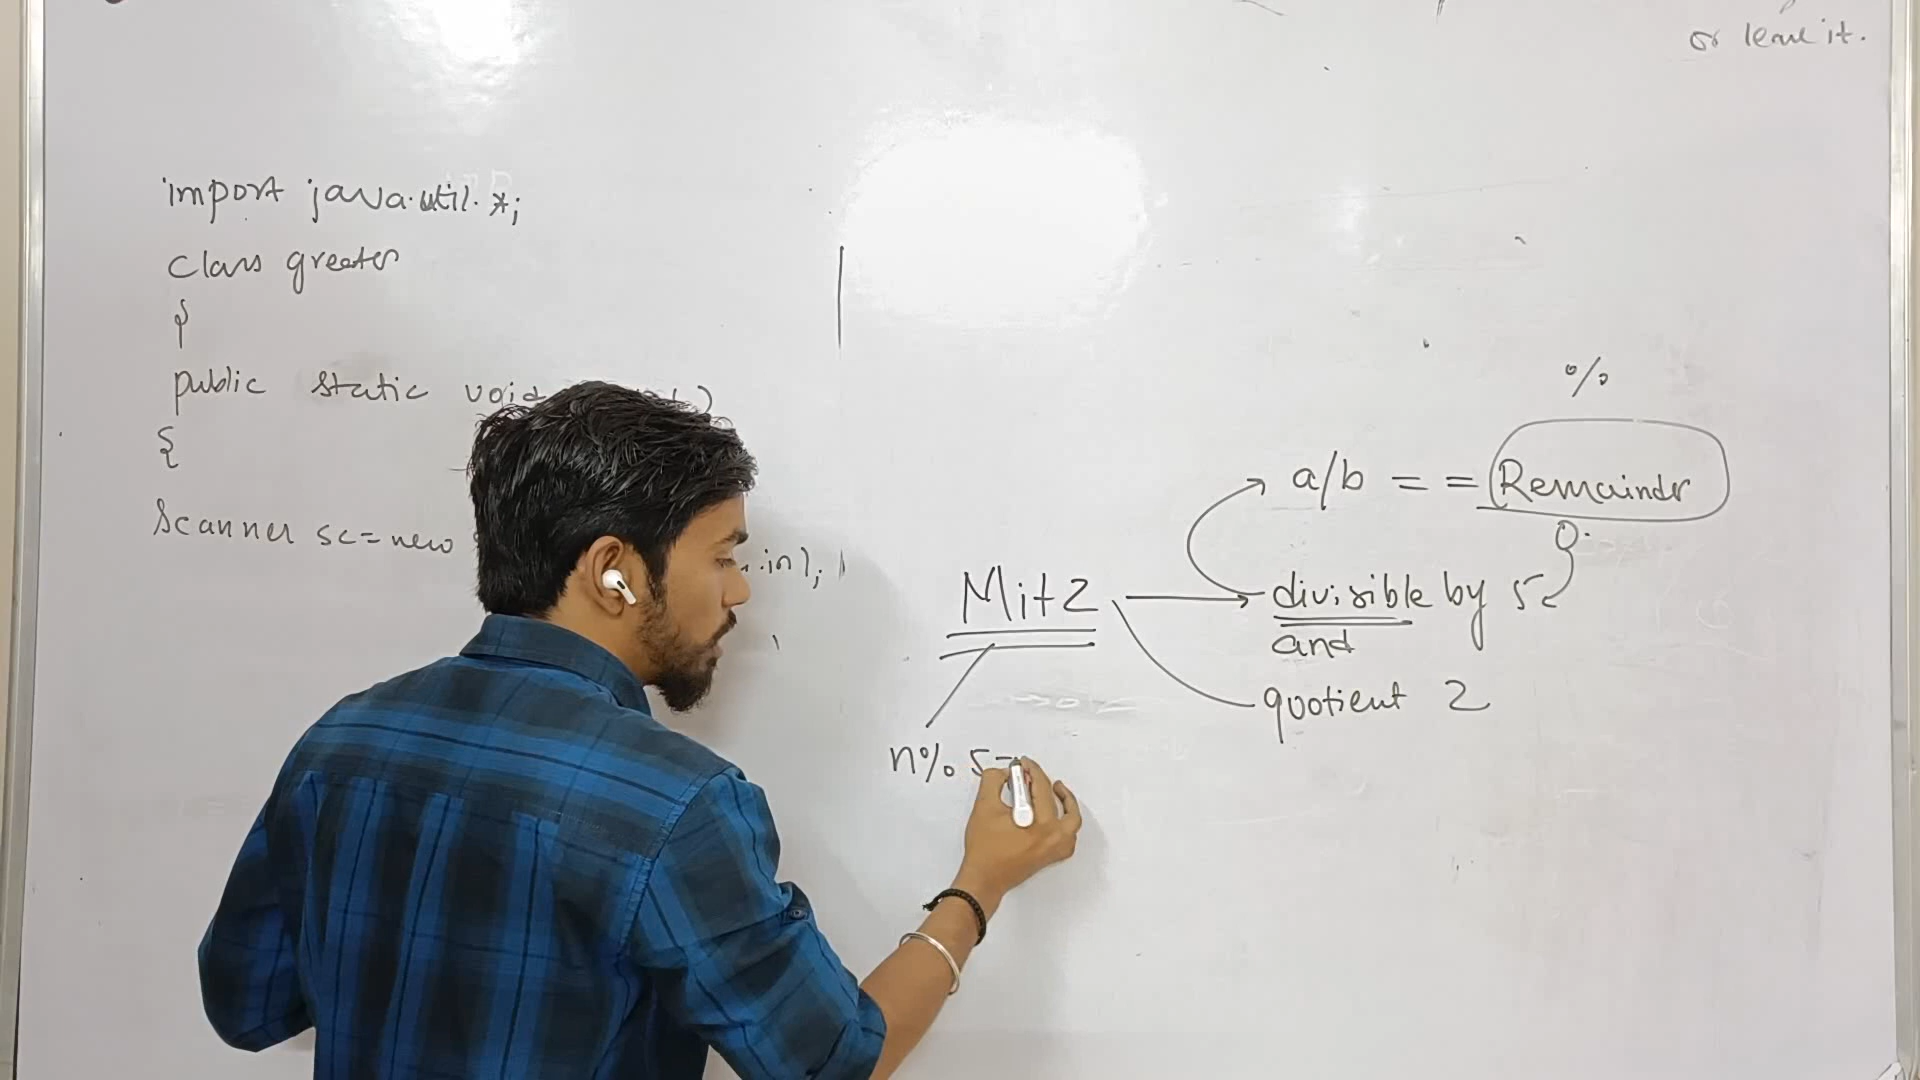 or leave it.
import java.util.*;
class greater
{
public static void
{
Scanner sc=new
.in);
%
a/b == Remainder
0.
Mitz
divisible by 5
and
quotient 2
n% 5=